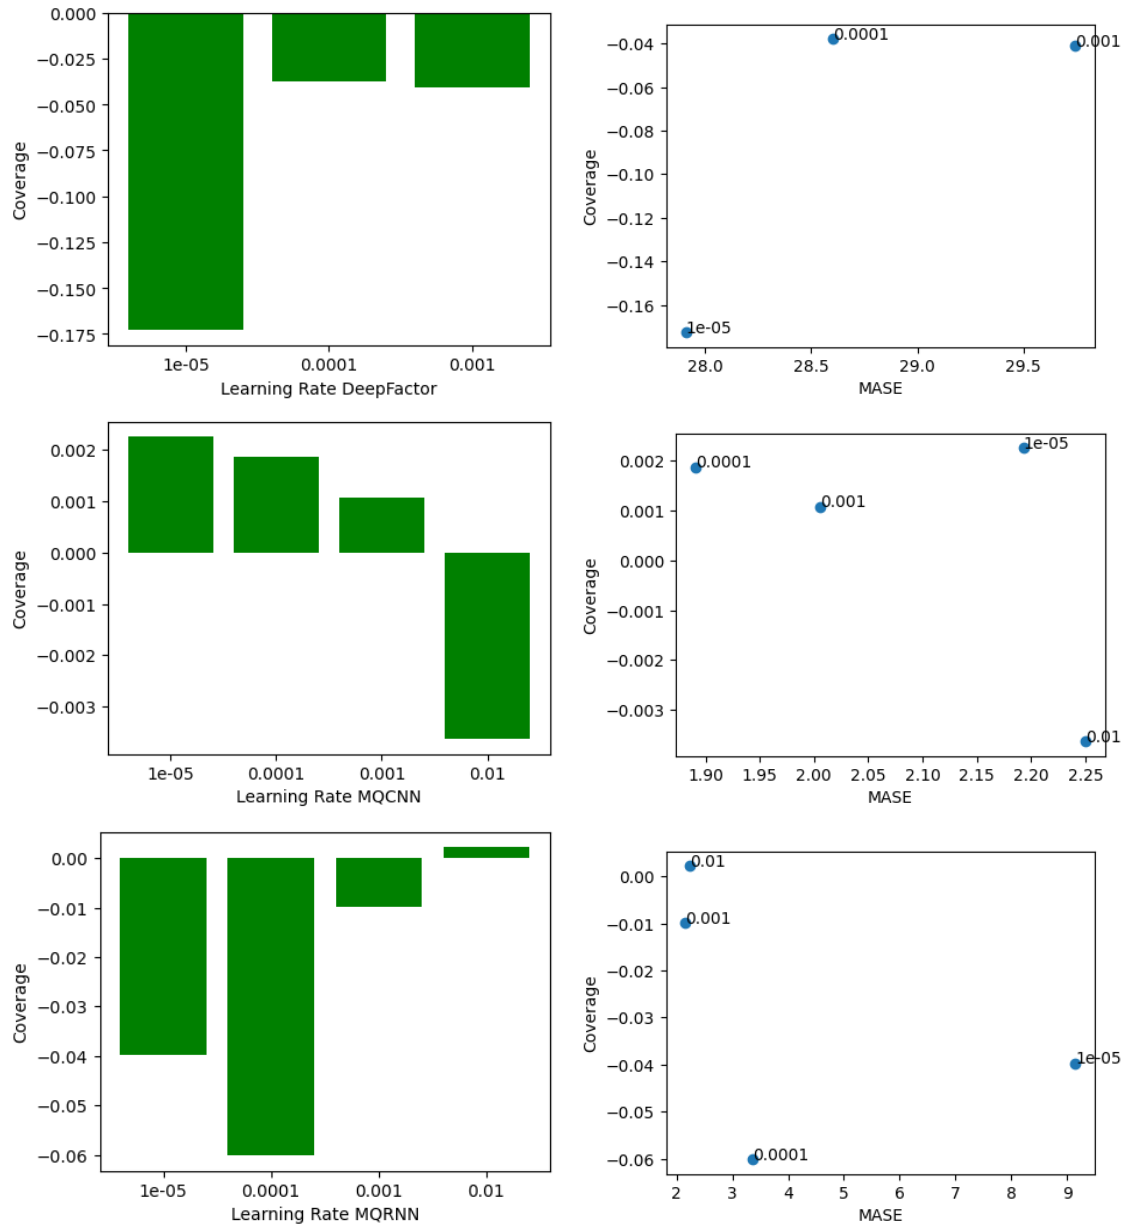 0.000
−0.025
−0.050
−0.075
−0.100
−0.125
−0.150
−0.175
Coverage
1e-05 0.0001 0.001
Learning Rate DeepFactor
−0.04
−0.06
−0.08
−0.10
−0.12
−0.14
−0.16
Coverage
0.0001
0.001
1e-05
28.0 28.5 29.0 29.5
MASE
0.002
0.001
0.000
−0.001
−0.002
−0.003
Coverage
1e-05 0.0001 0.001 0.01
Learning Rate MQCNN
0.002
0.001
0.000
−0.001
−0.002
−0.003
Coverage
1e-05
0.0001
0.001
0.01
1.90 1.95 2.00 2.05 2.10 2.15 2.20 2.25
MASE
0.00
−0.01
−0.02
−0.03
−0.04
−0.05
−0.06
Coverage
1e-05 0.0001 0.001 0.01
Learning Rate MQRNN
0.00
−0.01
−0.02
−0.03
−0.04
−0.05
−0.06
Coverage
0.01
0.001
1e-05
0.0001
2 3 4 5 6 7 8 9
MASE